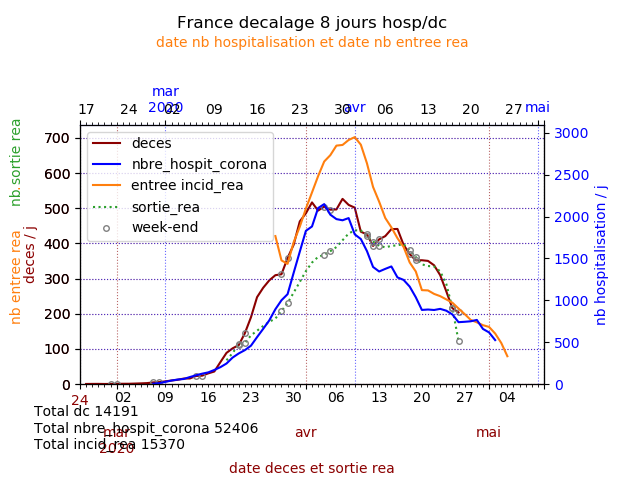 France decalage 8 jours hosp/dc
date nb hospitalisation et date nb entree rea
mar
2020
avr
mai
17 24 02 09 16 23 30 06 13 20 27
nb sortie rea
nb entree rea
deces / j
700
600
500
400
300
200
100
0
deces
nbre_hospit_corona
entree incid_rea
sortie_rea
week-end
3000
2500
2000
1500
1000
500
0
nb hospitalisation / j
24 02 09 16 23 30 06 13 20 27 04
Total dc 14191
Total nbre_hospit_corona 52406
Total incid_rea 15370
mar
2020
avr
mai
date deces et sortie rea